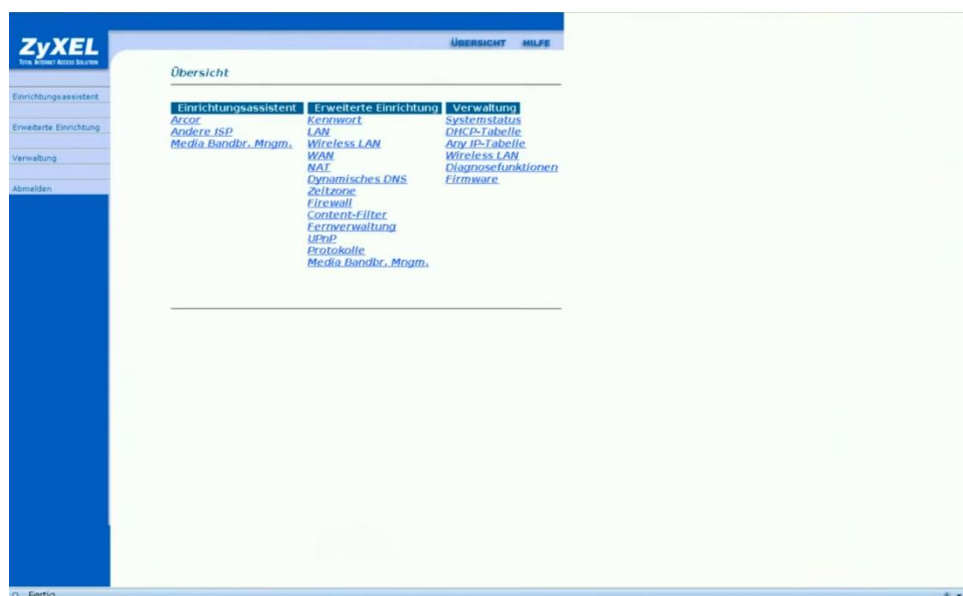 ZyXEL
TOTAL INTERNET ACCESS SOLUTION
ÜBERSICHT HILFE
Übersicht
Einrichtungsassistent
Erweiterte Einrichtung
Verwaltung
Abmelden
Einrichtungsassistent
Arcor
Andere ISP
Media Bandbr. Mngm.
Erweiterte Einrichtung
Kennwort
LAN
Wireless LAN
WAN
NAT
Dynamisches DNS
Zeitzone
Firewall
Content-Filter
Fernverwaltung
UPnP
Protokolle
Media Bandbr. Mngm.
Verwaltung
Systemstatus
DHCP-Tabelle
Any IP-Tabelle
Wireless LAN
Diagnosefunktionen
Firmware
Fertig